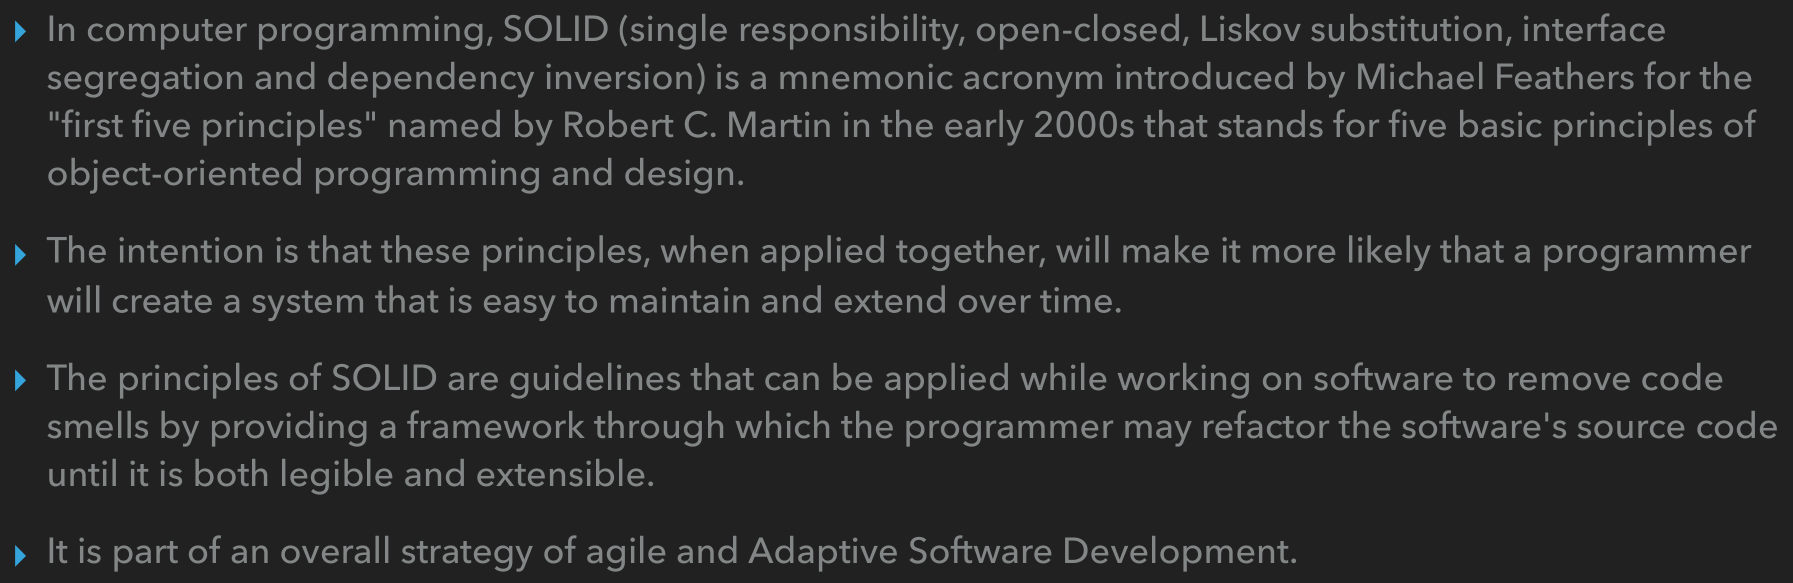 In computer programming, SOLID (single responsibility, open-closed, Liskov substitution, interface
segregation and dependency inversion) is a mnemonic acronym introduced by Michael Feathers for the
"first five principles" named by Robert C. Martin in the early 2000s that stands for five basic principles of
object-oriented programming and design.
The intention is that these principles, when applied together, will make it more likely that a programmer
will create a system that is easy to maintain and extend over time.
The principles of SOLID are guidelines that can be applied while working on software to remove code
smells by providing a framework through which the programmer may refactor the software's source code
until it is both legible and extensible.
It is part of an overall strategy of agile and Adaptive Software Development.